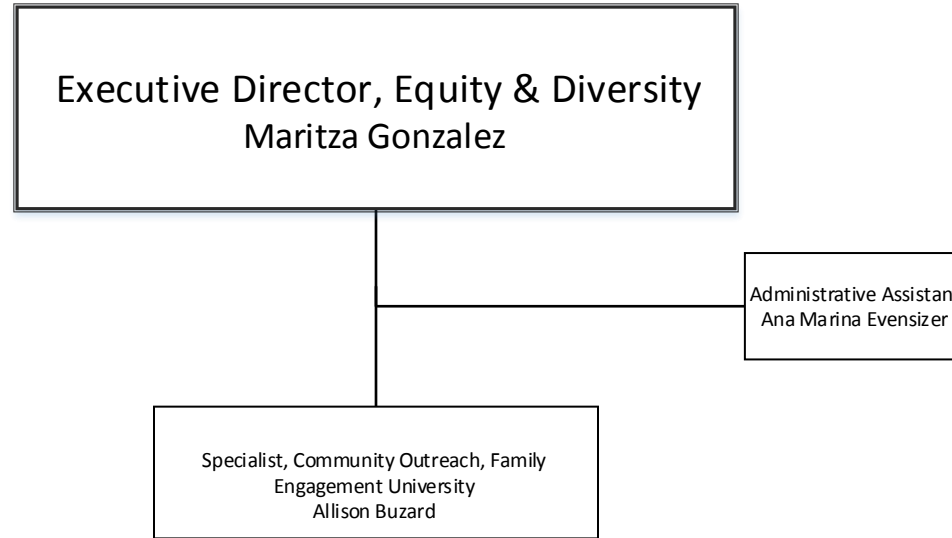 Executive Director, Equity & Diversity
Maritza Gonzalez
Administrative Assistan
Ana Marina Evensizer
Specialist, Community Outreach, Family
Engagement University
Allison Buzard